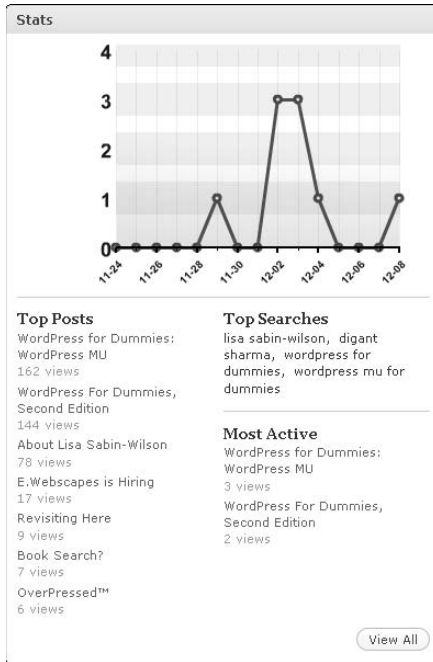 Stats
4
3
2
1
0
11-24 11-26 11-28 11-30 12-02 12-04 12-06 12-08
Top Posts
WordPress for Dummies:
WordPress MU
162 views
WordPress For Dummies,
Second Edition
144 views
About Lisa Sabin-Wilson
78 views
E.Webscapes is Hiring
17 views
Revisiting Here
9 views
Book Search?
7 views
OverPressed™
6 views
Top Searches
lisa sabin-wilson, digant
sharma, wordpress for
dummies, wordpress mu for
dummies
Most Active
WordPress for Dummies:
WordPress MU
3 views
WordPress For Dummies,
Second Edition
2 views
View All